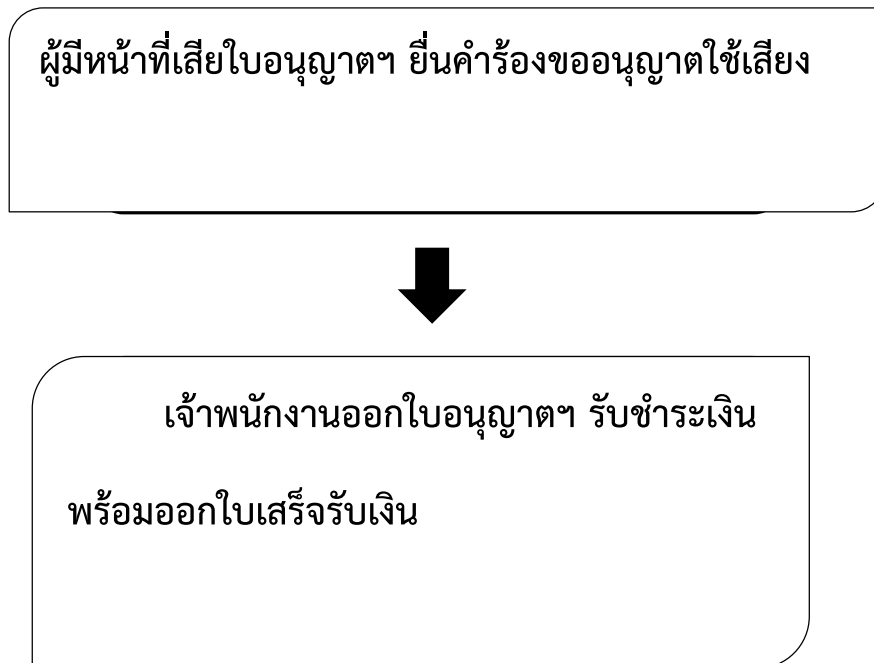 ผู้มีหน้าที่เสียใบอนุญาตฯ ยื่นคำร้องขออนุญาตใช้เสียง
เจ้าพนักงานออกใบอนุญาตฯ รับชำระเงิน
พร้อมออกใบเสร็จรับเงิน